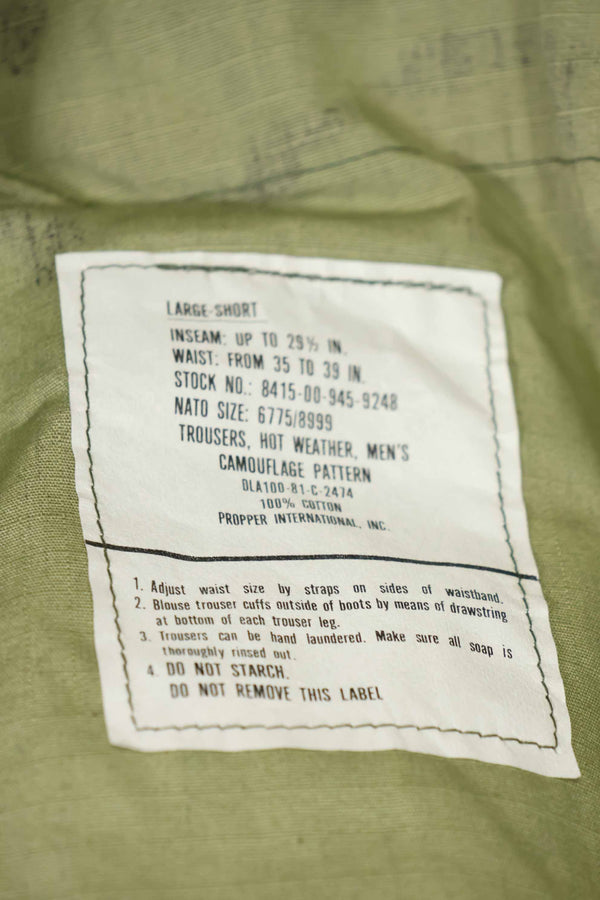 LARGE-SHORT
INSEAM: UP TO 29½ IN.
WAIST: FROM 35 TO 39 IN.
STOCK NO.: 8415-00-945-9248
NATO SIZE: 6775/8999
TROUSERS, HOT WEATHER, MEN'S
CAMOUFLAGE PATTERN
DLA100-81-C-2474
100% COTTON
PROPPER INTERNATIONAL, INC.
1. Adjust waist size by straps on sides of waistband.
2. Blouse trouser cuffs outside of boots by means of drawstring
at bottom of each trouser leg.
3. Trousers can be hand laundered. Make sure all soap is
thoroughly rinsed out.
4. DO NOT STARCH.
DO NOT REMOVE THIS LABEL